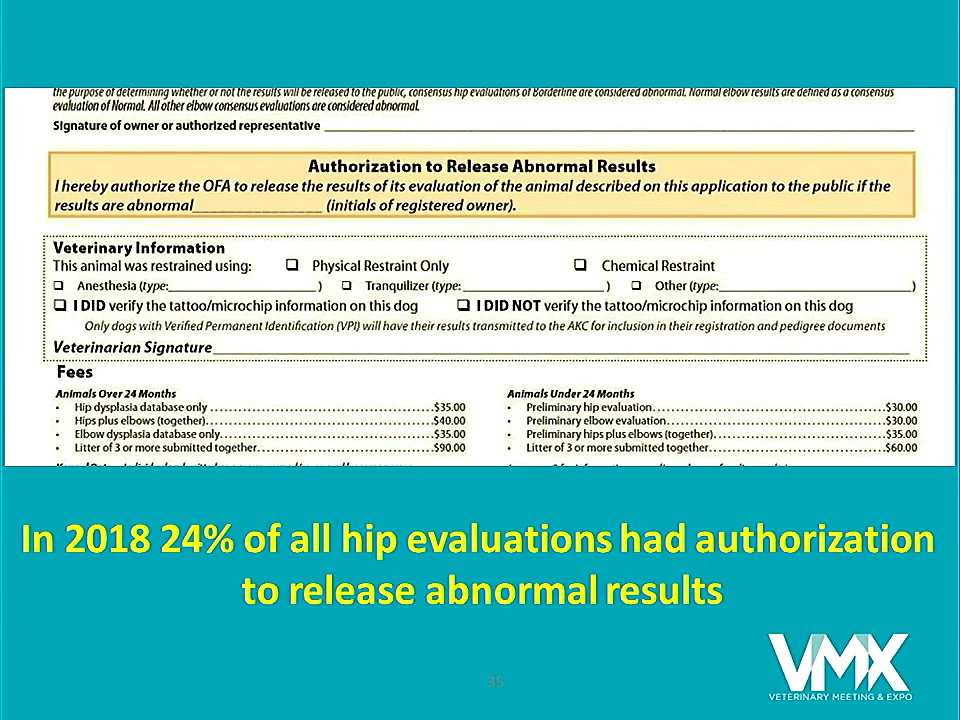 the purpose of determining whether or not the results will be released to the public, consensus hip evaluations of Borderline are considered abnormal. Normal elbow results are defined as a consensus
evaluation of Normal. All other elbow consensus evaluations are considered abnormal.
Signature of owner or authorized representative
Authorization to Release Abnormal Results
I hereby authorize the OFA to release the results of its evaluation of the animal described on this application to the public if the
results are abnormal_______________ (initials of registered owner).
Veterinary Information
This animal was restrained using: ❑ Physical Restraint Only ❑ Chemical Restraint
❑ Anesthesia (type:____________________) ❑ Tranquilizer (type:____________________) ❑ Other (type:____________________)
❑ I DID verify the tattoo/microchip information on this dog ❑ I DID NOT verify the tattoo/microchip information on this dog
Only dogs with Verified Permanent Identification (VPI) will have their results transmitted to the AKC for inclusion in their registration and pedigree documents
Veterinarian Signature
Fees
Animals Over 24 Months
• Hip dysplasia database only ........................................$35.00
• Hips plus elbows (together)........................................$40.00
• Elbow dysplasia database only........................................$35.00
• Litter of 3 or more submitted together........................................$90.00
Animals Under 24 Months
• Preliminary hip evaluation........................................$30.00
• Preliminary elbow evaluation........................................$30.00
• Preliminary hips plus elbows (together)........................................$35.00
• Litter of 3 or more submitted together........................................$60.00
In 2018 24% of all hip evaluations had authorization
to release abnormal results
35
VMX
VETERINARY MEETING & EXPO